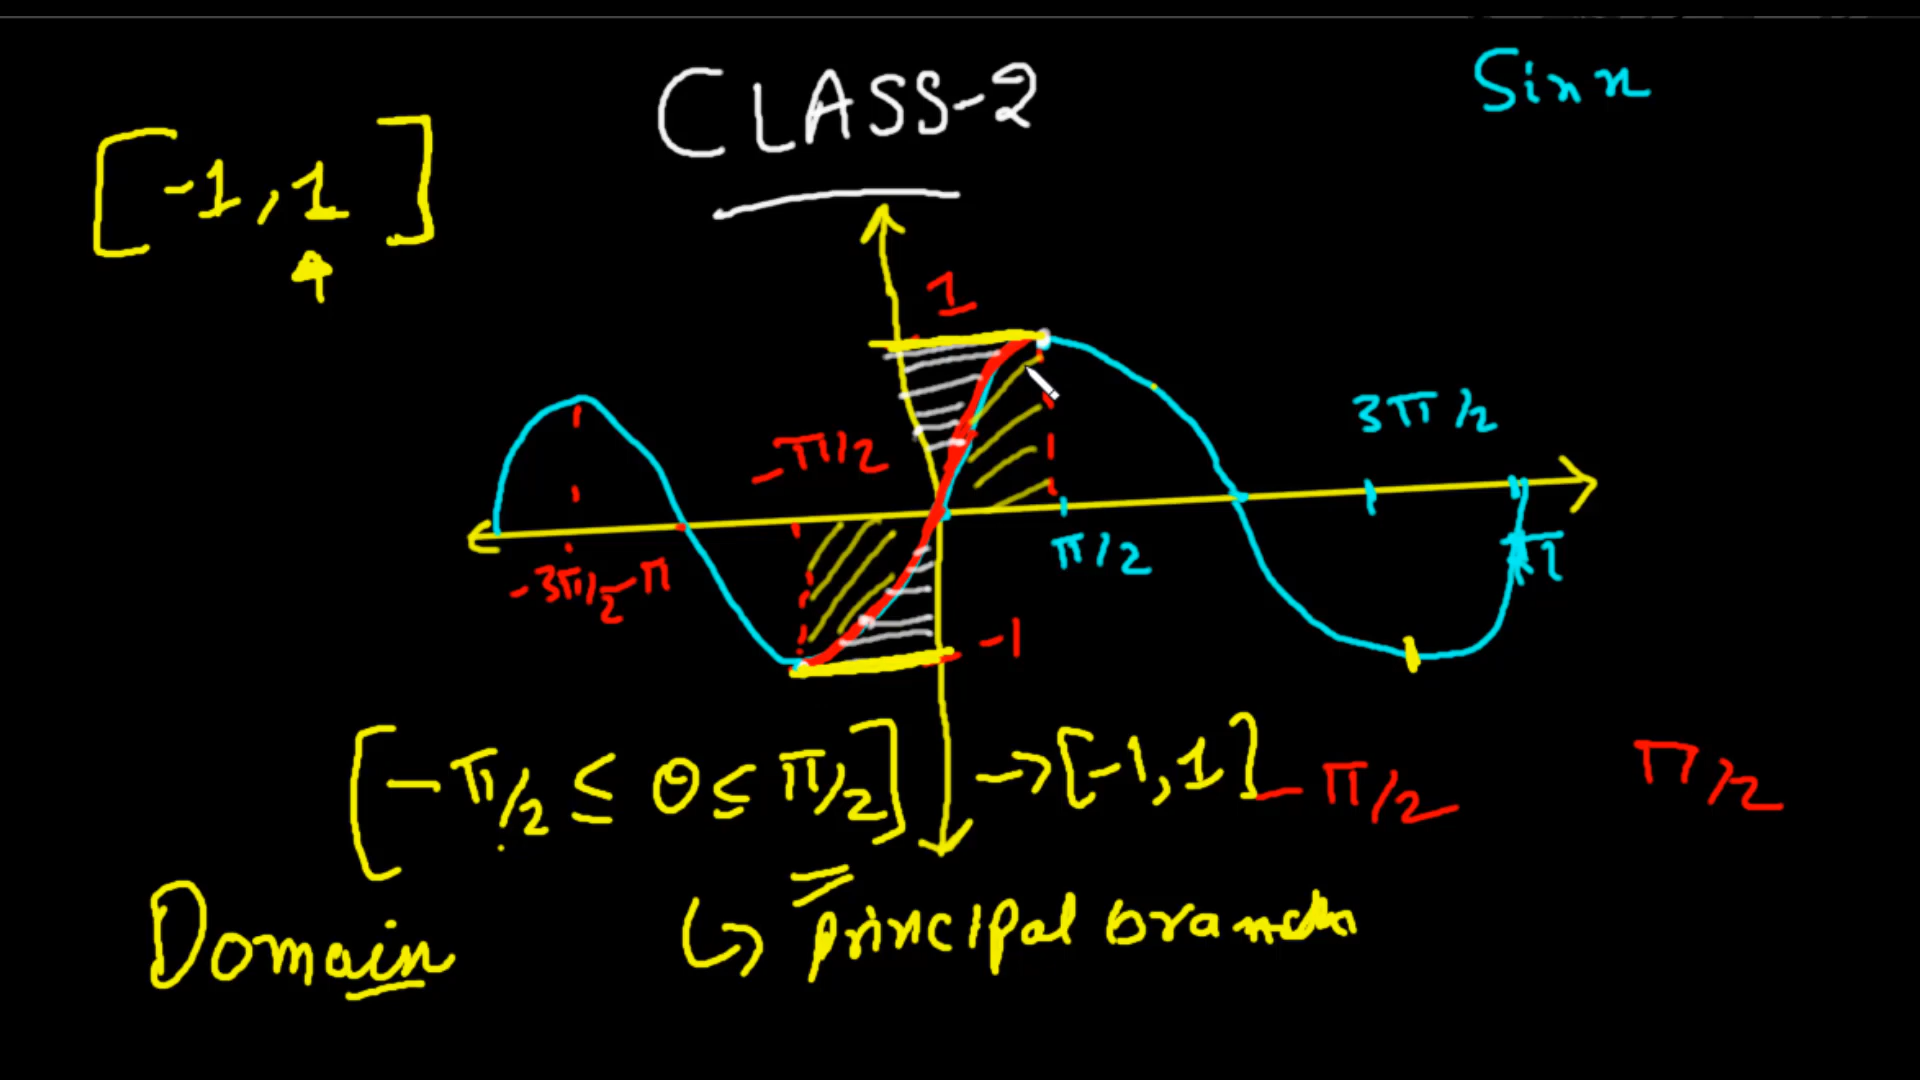 CLASS-2
Sin x
[-1, 1]
1
-π/2
3π/2
π/2
-3π/2
-π
-1
[-π/2 ≤ θ ≤ π/2] → [-1, 1]
-π/2
π/2
Domain
↳ principal branch